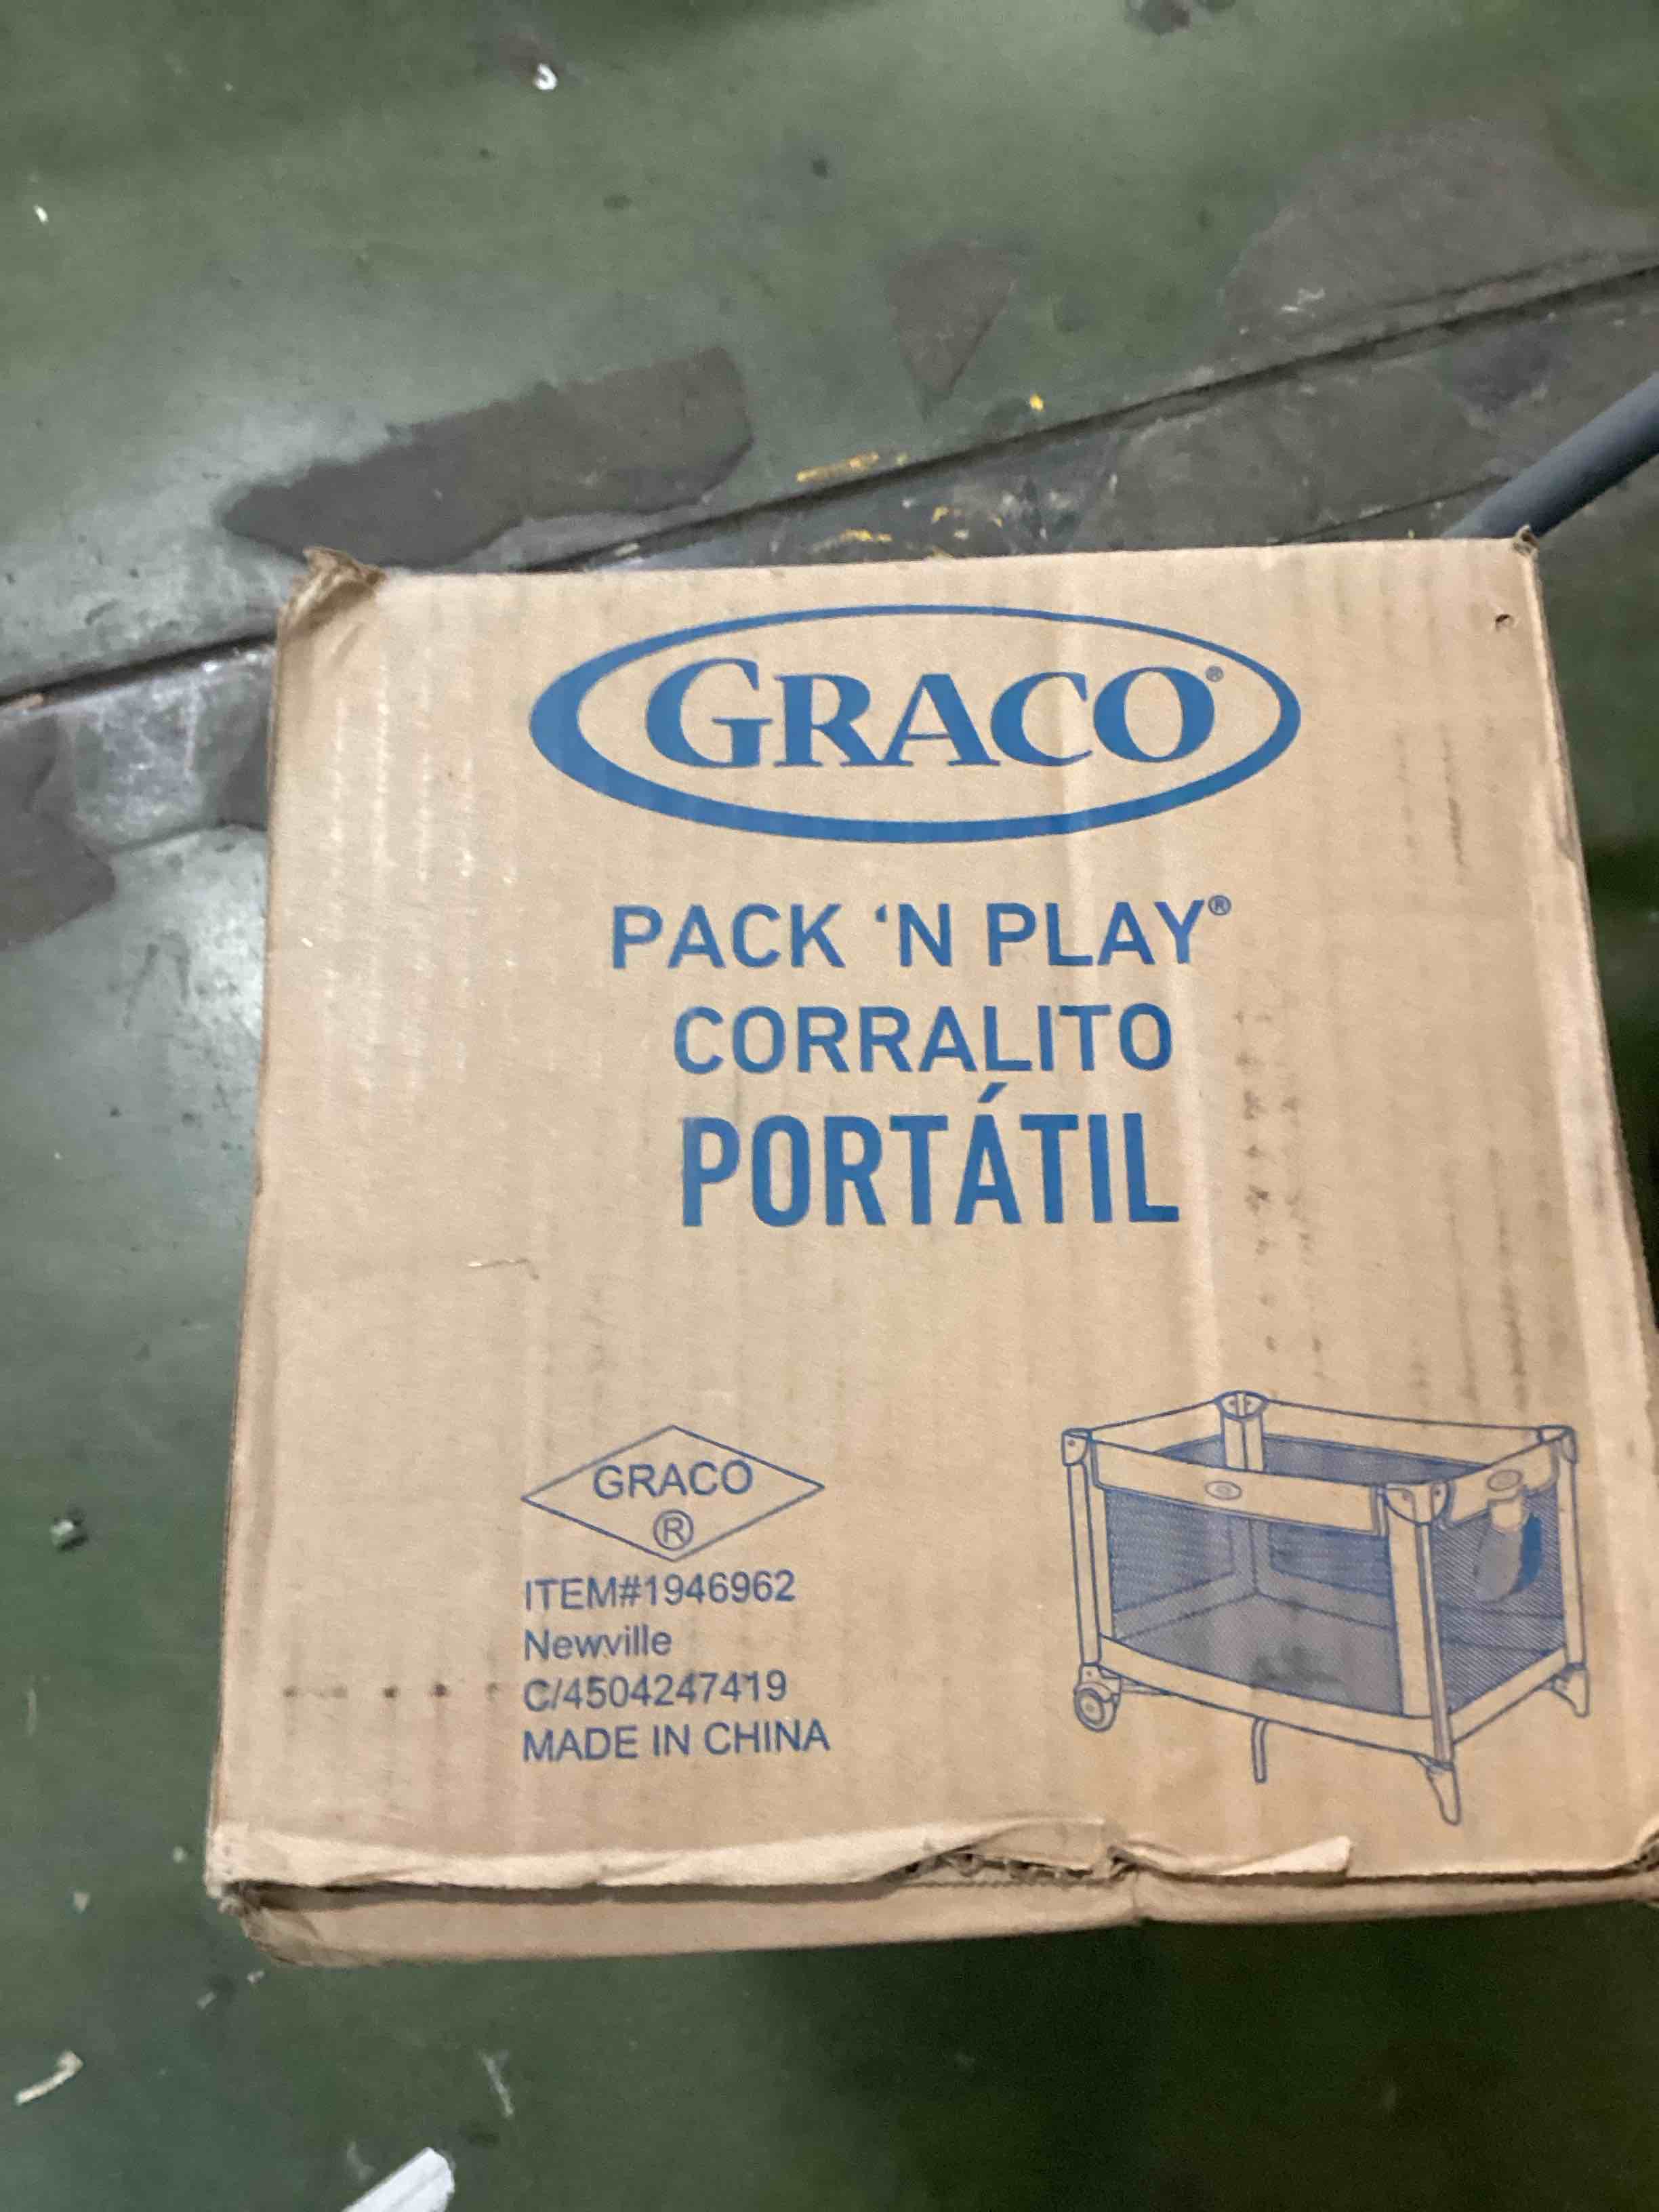 GRACO®
PACK 'N PLAY®
CORRALITO
PORTÁTIL
GRACO
®
ITEM#1946962
Newville
C/4504247419
MADE IN CHINA